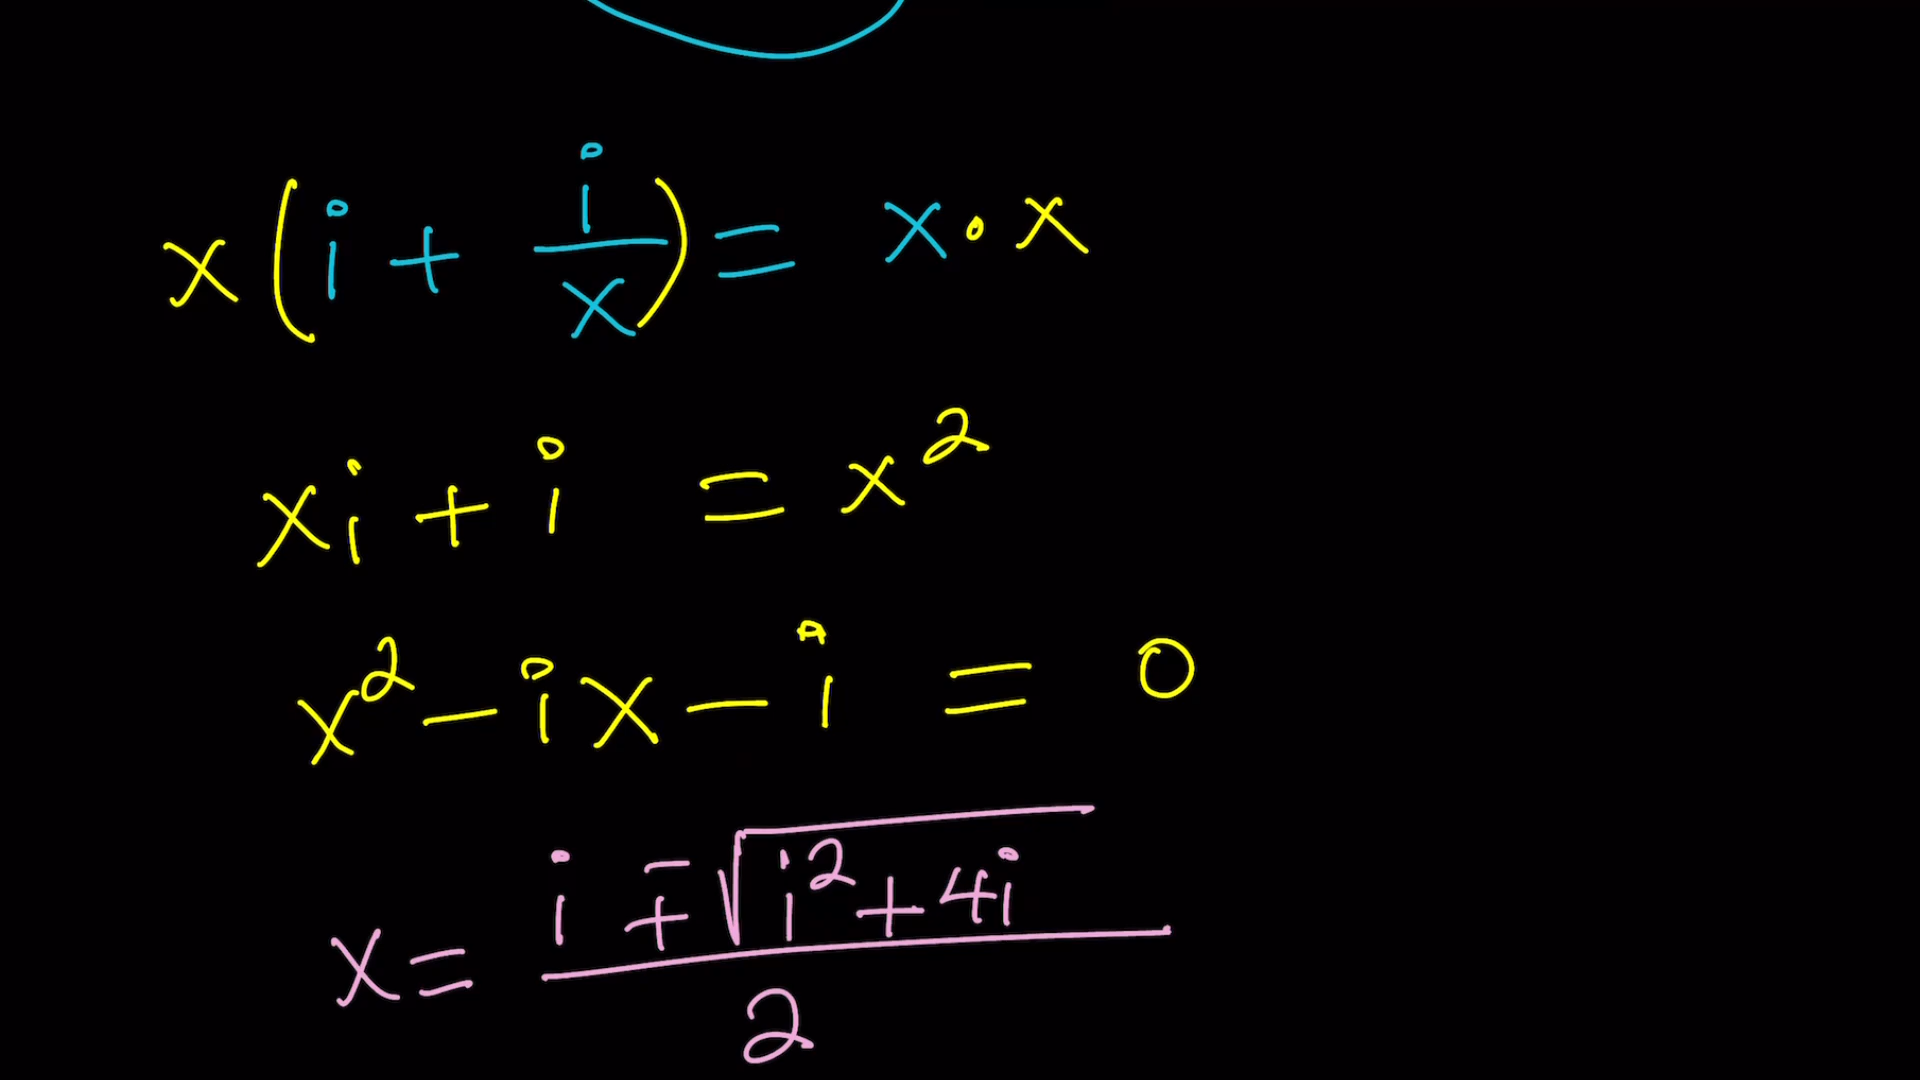 x(i + i/x) = x · x
xi + i = x²
x² - ix - i = 0
x = (i ∓ √(i² + 4i))/2